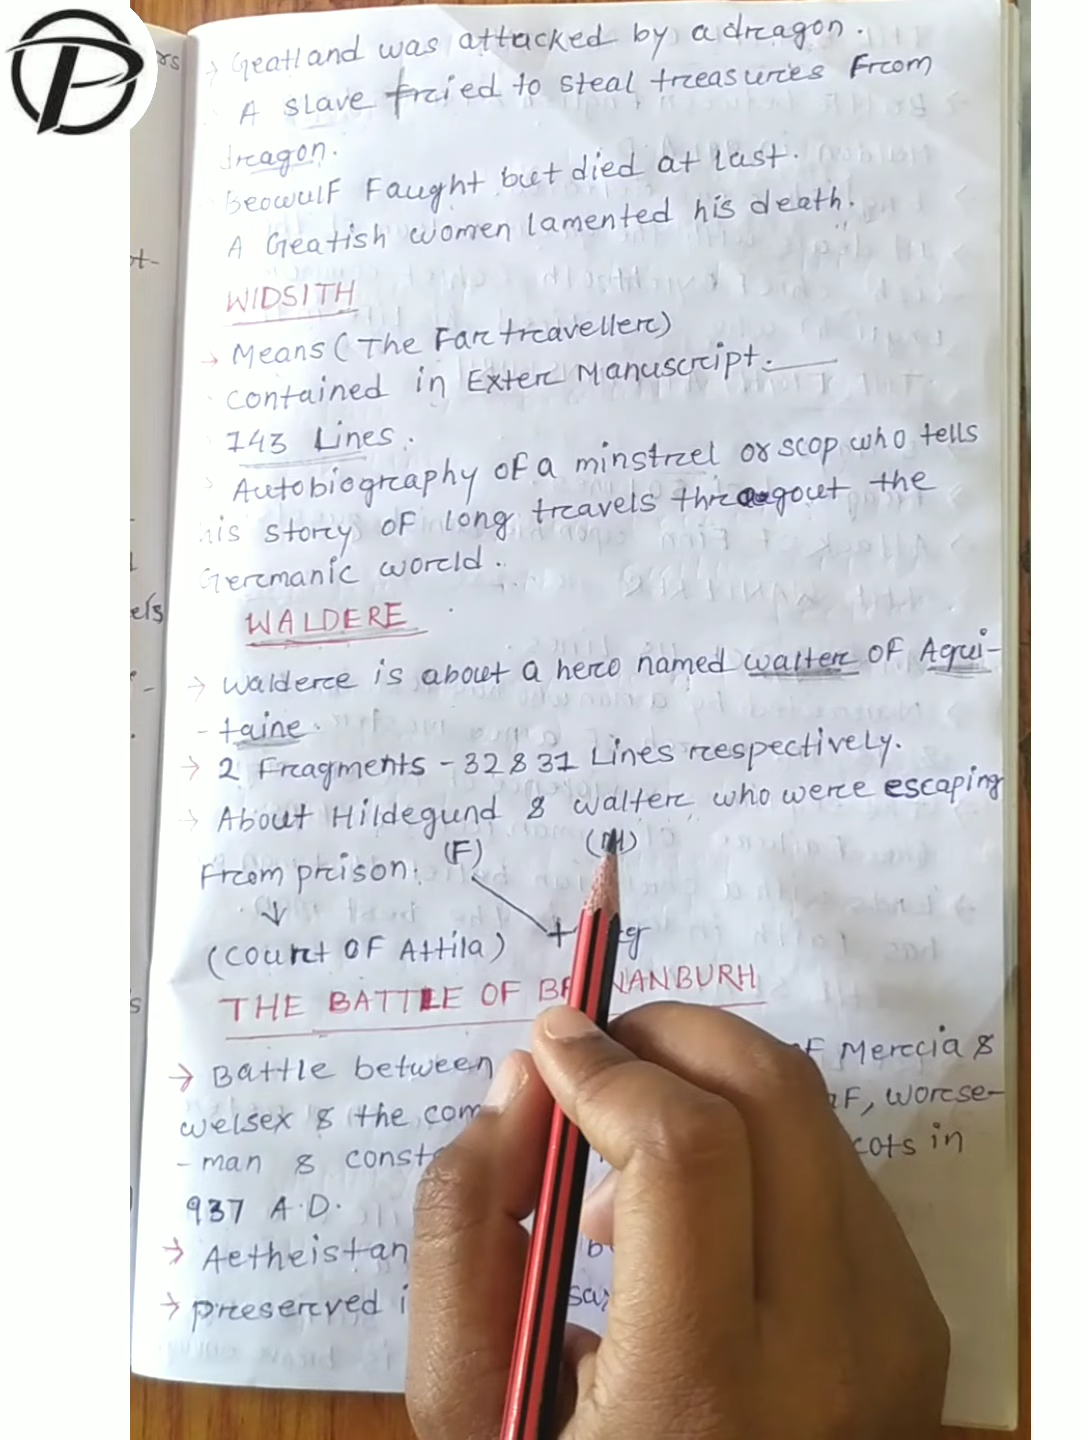 → Geatland was attacked by a dragon.
A slave tried to steal treasures From
dragon.
Beowulf Faught but died at last.
A Geatish women lamented his death.
WIDSITH
→ Means (The Far traveller)
contained in Exter Manuscript.
143 Lines.
Autobiography of a minstrel or scop who tells
his story of long travels througout the
Germanic world.
WALDERE
→ Waldere is about a hero named walter of Aqui-
-taine.
→ 2 Fragments - 32 & 31 Lines respectively.
→ About Hildegund & walter who were escaping
(F) (M)
From prison.
↓
(Court of Attila)
THE BATTLE OF BRUNANBURH
→ Battle between of Mercia &
welsex & the com worse-
-man & const cots in
937 A.D.
→ Aetheistan
→ preserved
els